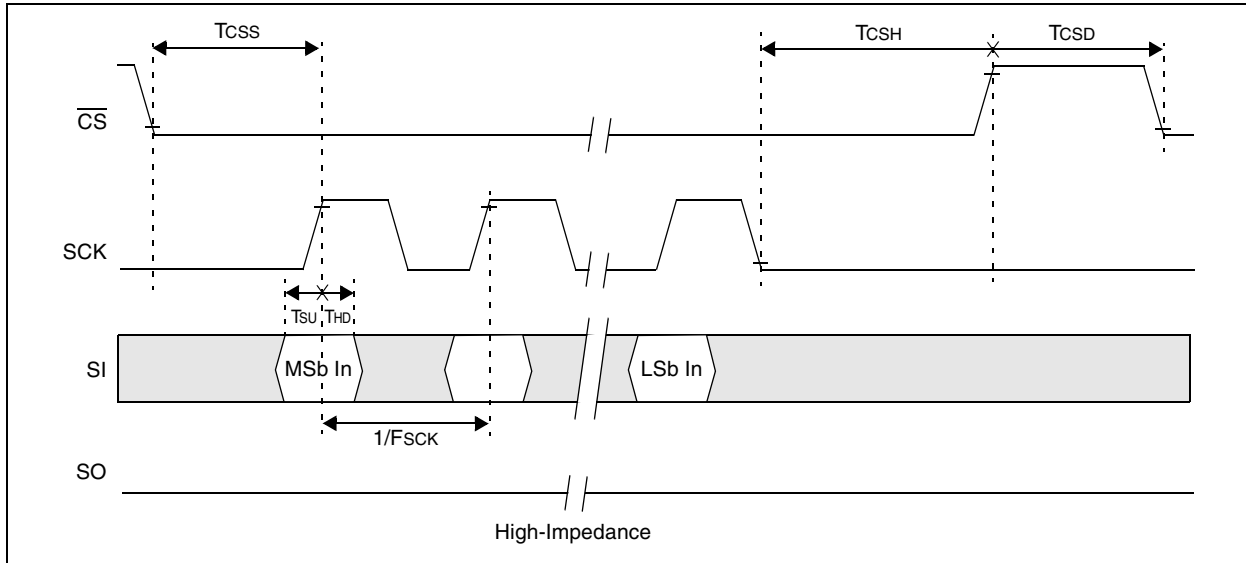 TCSS
TCSH
TCSD
CS
SCK
TSU
THD
SI
MSb In
LSb In
1/FSCK
SO
High-Impedance